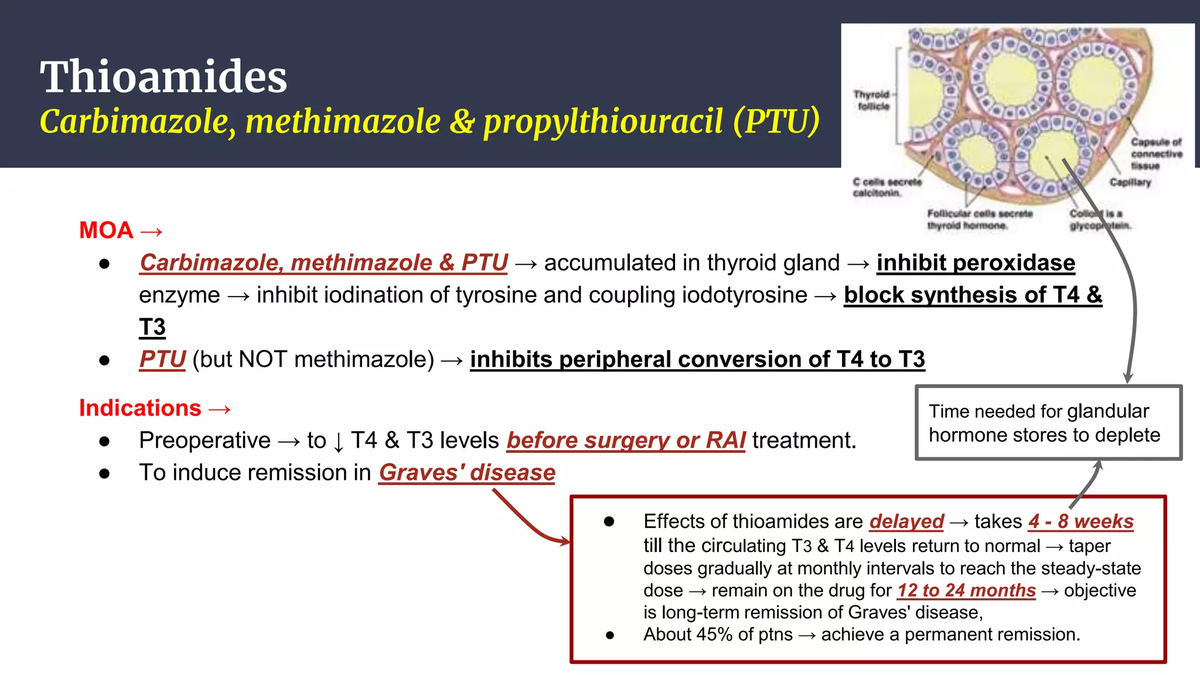 Thioamides
Carbimazole, methimazole & propylthiouracil (PTU)
Thyroid
follicle
C cells secrete
calcitonin.
Follicular cells secrete
thyroid hormone.
Colloid is a
glycoprotein.
Capillary
Capsule of
connective
tissue
MOA →
● Carbimazole, methimazole & PTU → accumulated in thyroid gland → inhibit peroxidase
enzyme → inhibit iodination of tyrosine and coupling iodotyrosine → block synthesis of T4 &
T3
● PTU (but NOT methimazole) → inhibits peripheral conversion of T4 to T3
Indications →
● Preoperative → to ↓ T4 & T3 levels before surgery or RAI treatment.
● To induce remission in Graves' disease
Time needed for glandular
hormone stores to deplete
● Effects of thioamides are delayed → takes 4 - 8 weeks
till the circulating T3 & T4 levels return to normal → taper
doses gradually at monthly intervals to reach the steady-state
dose → remain on the drug for 12 to 24 months → objective
is long-term remission of Graves' disease,
● About 45% of ptns → achieve a permanent remission.